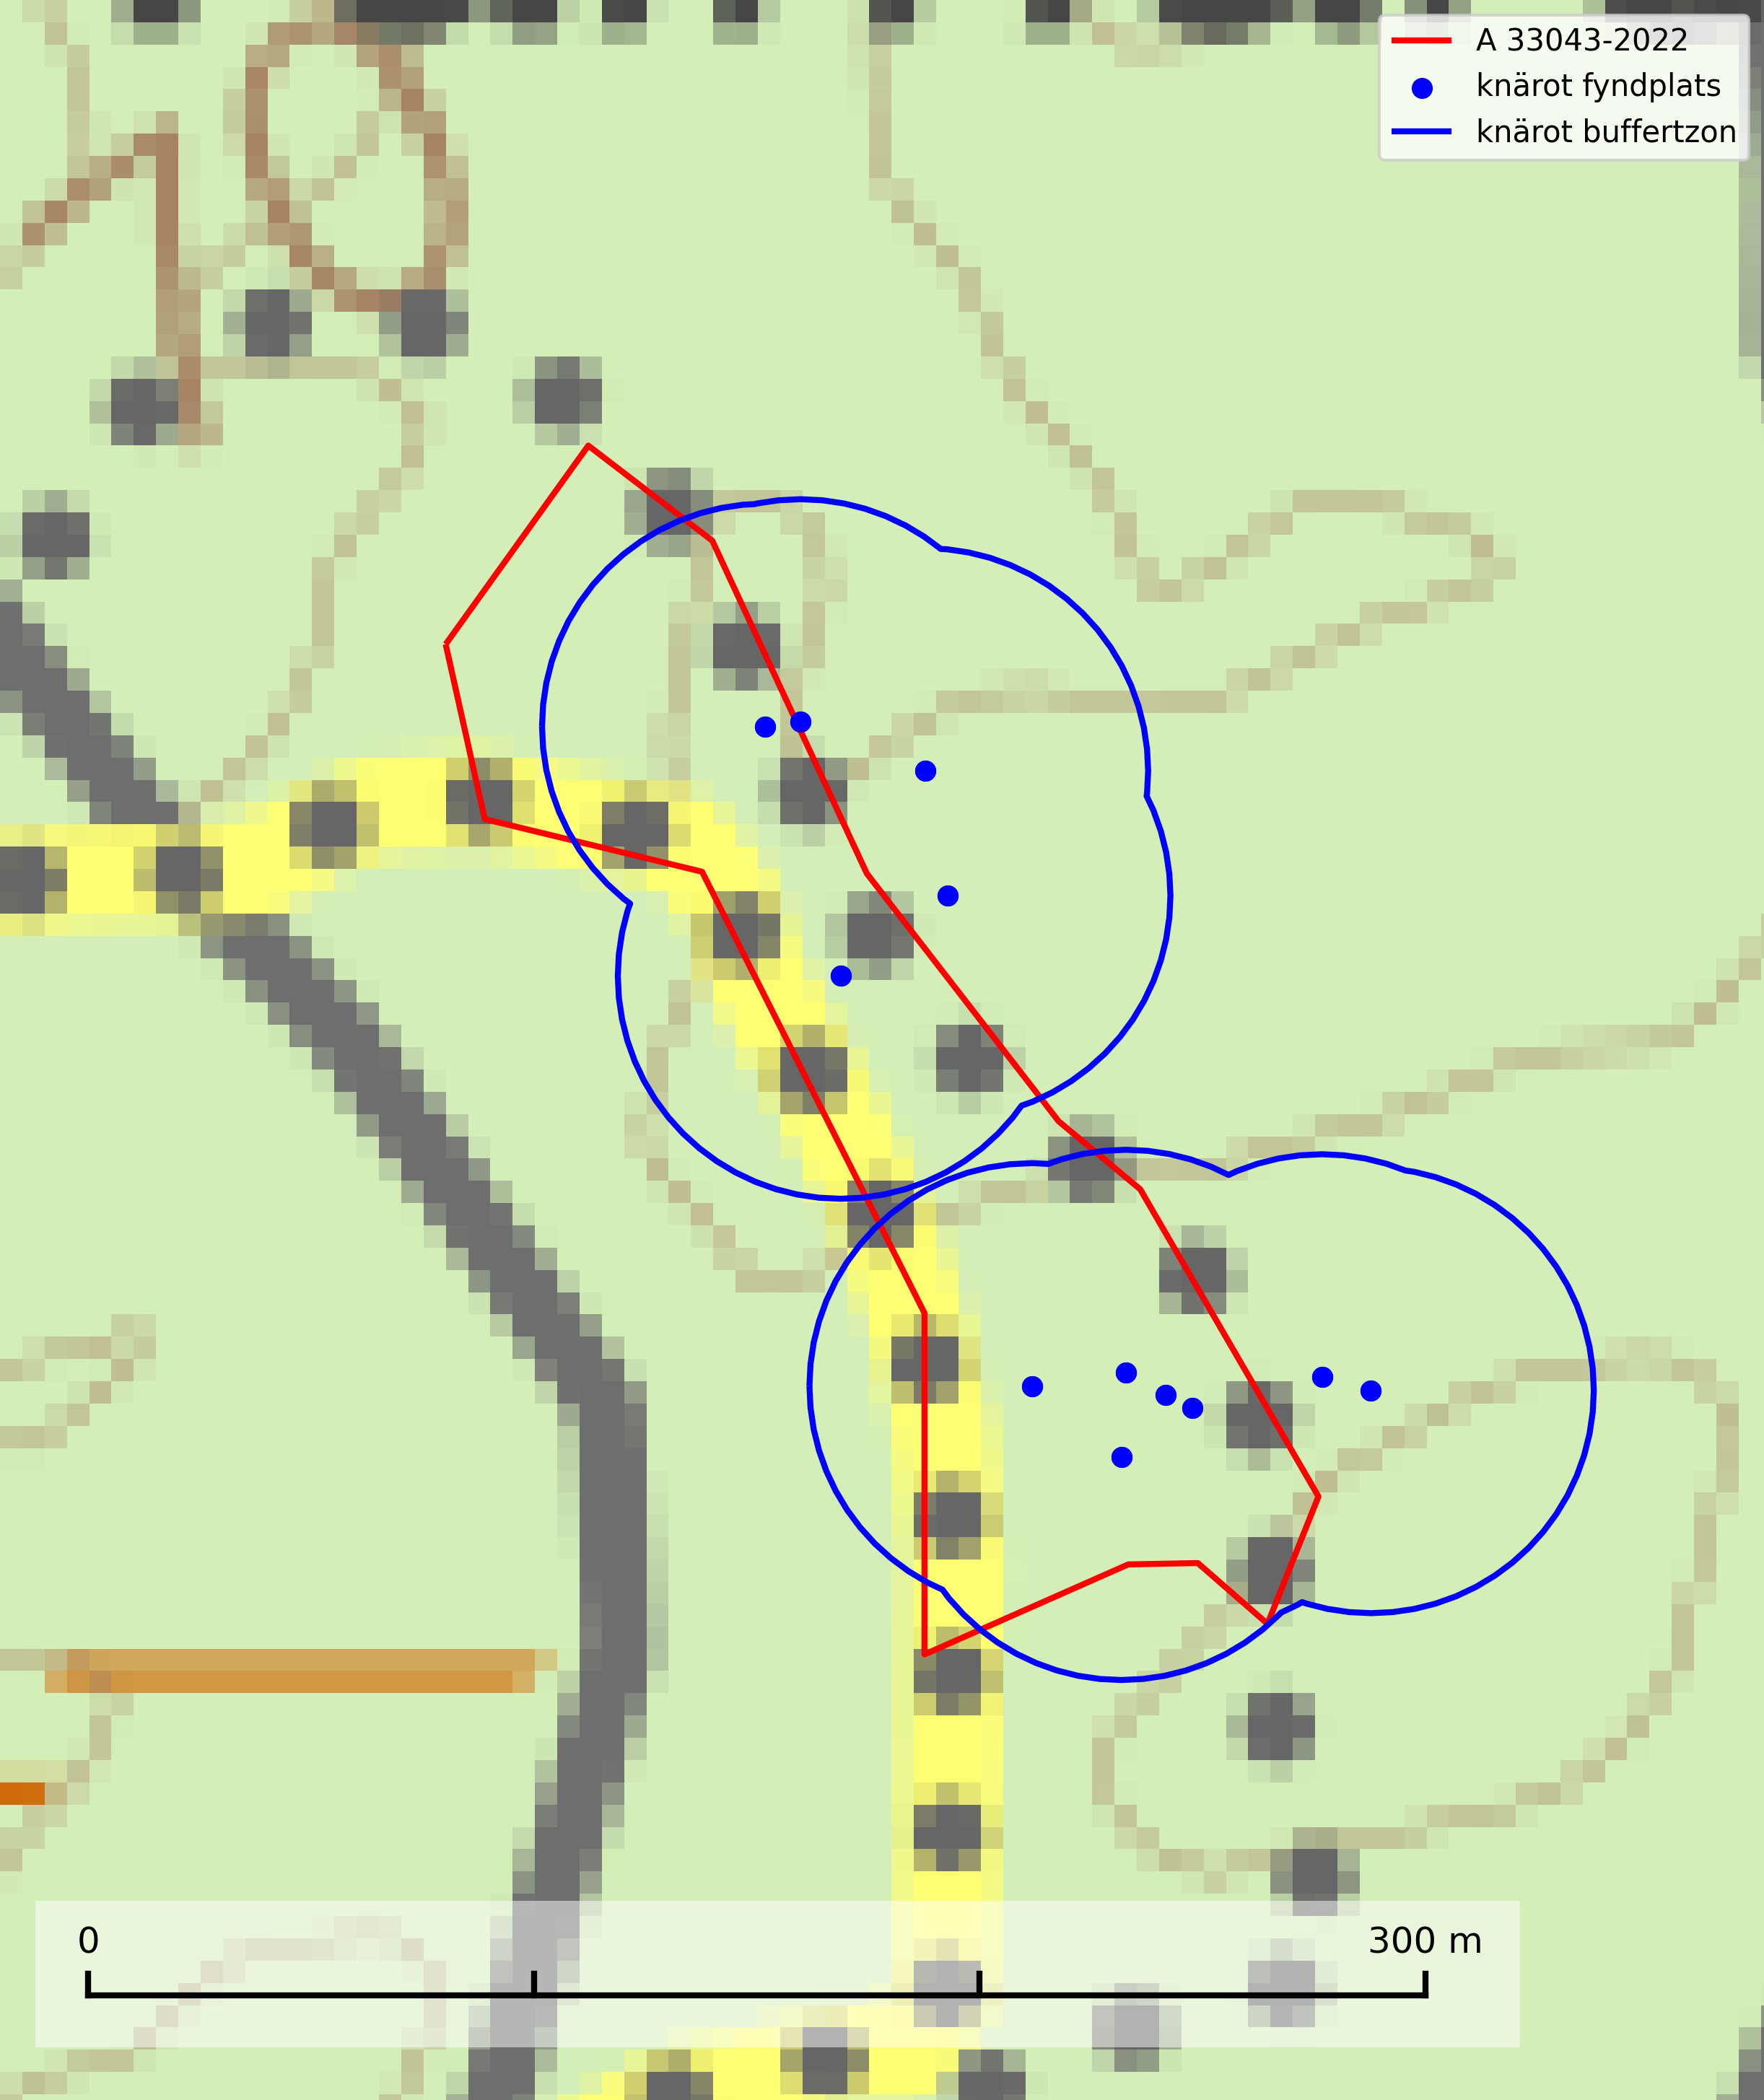 A 33043-2022
knärot fyndplats
knärot buffertzon
0 300 m